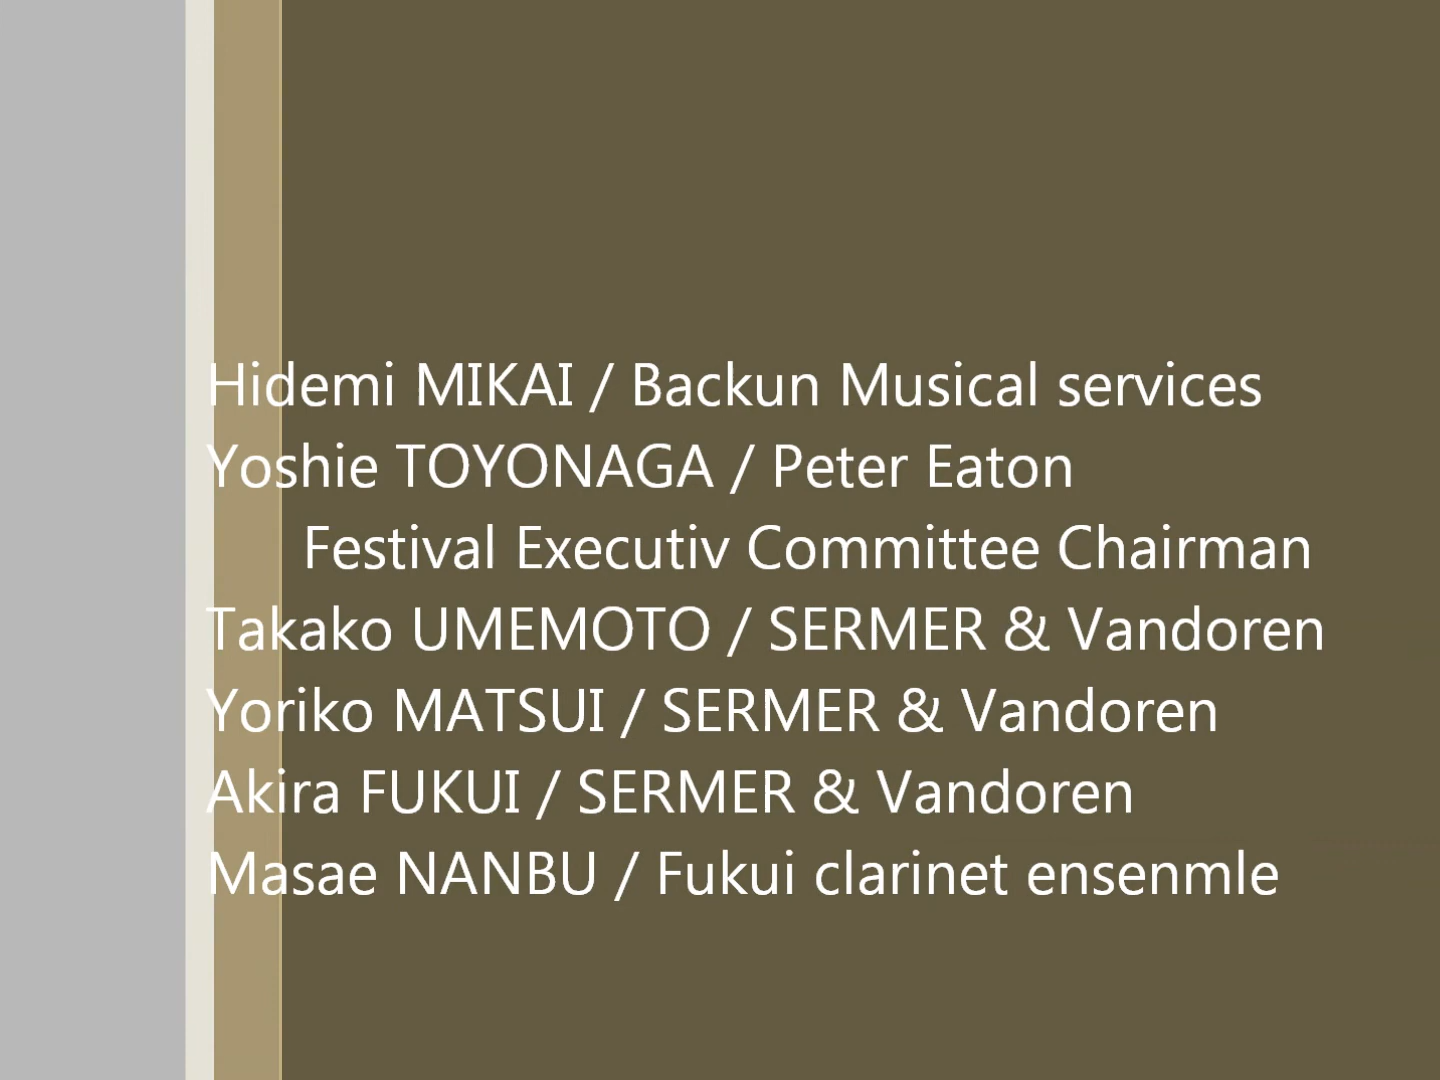 Hidemi MIKAI / Backun Musical services
Yoshie TOYONAGA / Peter Eaton
Festival Executiv Committee Chairman
Takako UMEMOTO / SERMER & Vandoren
Yoriko MATSUI / SERMER & Vandoren
Akira FUKUI / SERMER & Vandoren
Masae NANBU / Fukui clarinet ensenmle